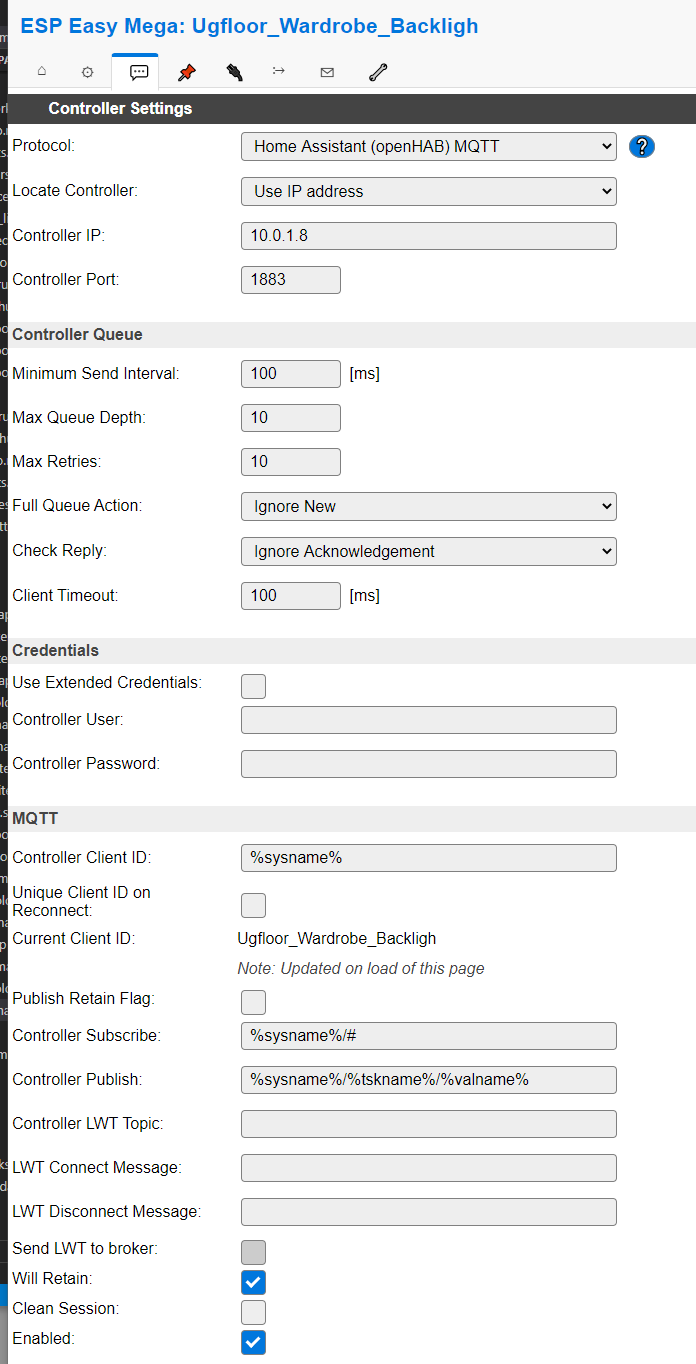 ESP Easy Mega: Ugfloor_Wardrobe_Backligh
Controller Settings
Protocol: Home Assistant (openHAB) MQTT ?
Locate Controller: Use IP address
Controller IP: 10.0.1.8
Controller Port: 1883
Controller Queue
Minimum Send Interval: 100 [ms]
Max Queue Depth: 10
Max Retries: 10
Full Queue Action: Ignore New
Check Reply: Ignore Acknowledgement
Client Timeout: 100 [ms]
Credentials
Use Extended Credentials:
Controller User:
Controller Password:
MQTT
Controller Client ID: %sysname%
Unique Client ID on
Reconnect:
Current Client ID: Ugfloor_Wardrobe_Backligh
Note: Updated on load of this page
Publish Retain Flag:
Controller Subscribe: %sysname%/#
Controller Publish: %sysname%/%tskname%/%valname%
Controller LWT Topic:
LWT Connect Message:
LWT Disconnect Message:
Send LWT to broker:
Will Retain:
Clean Session:
Enabled: